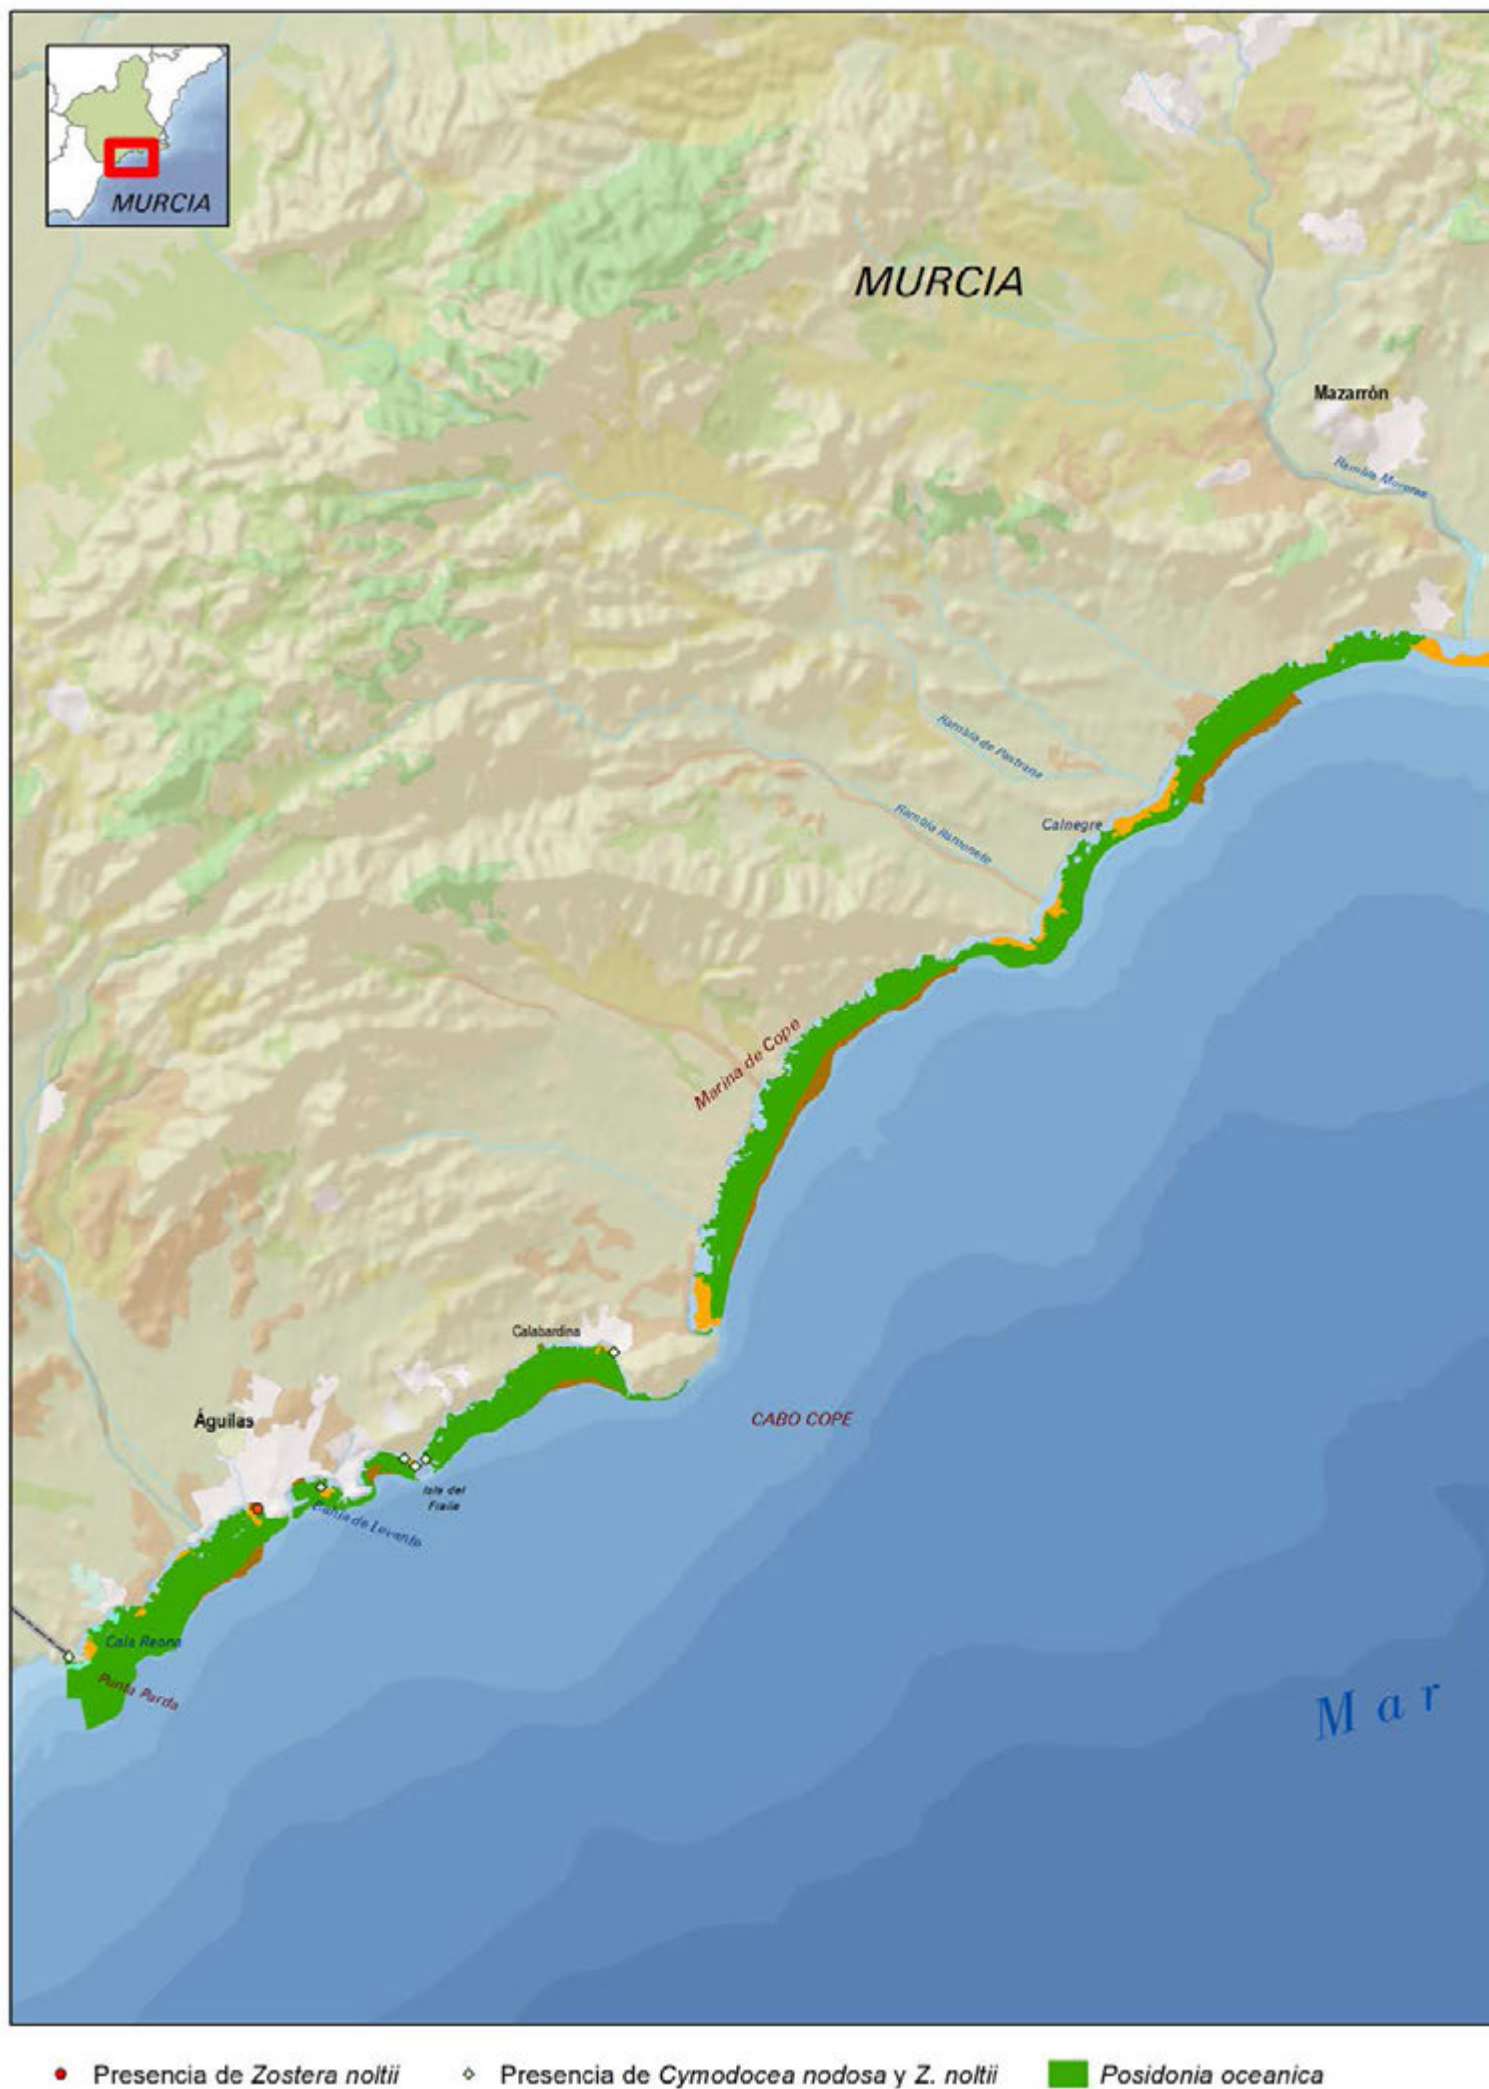 MURCIA
MURCIA
Mazarrón
Rambla Moreras
Rambla de Pastrana
Rambla Ramonete
Calnegre
Marina de Cope
Calabardina
CABO COPE
Águilas
Isla del
Fraile
Bahía de Levante
Cala Reona
Punta Parda
Mar
Presencia de Zostera noltii
Presencia de Cymodocea nodosa y Z. noltii
Posidonia oceanica